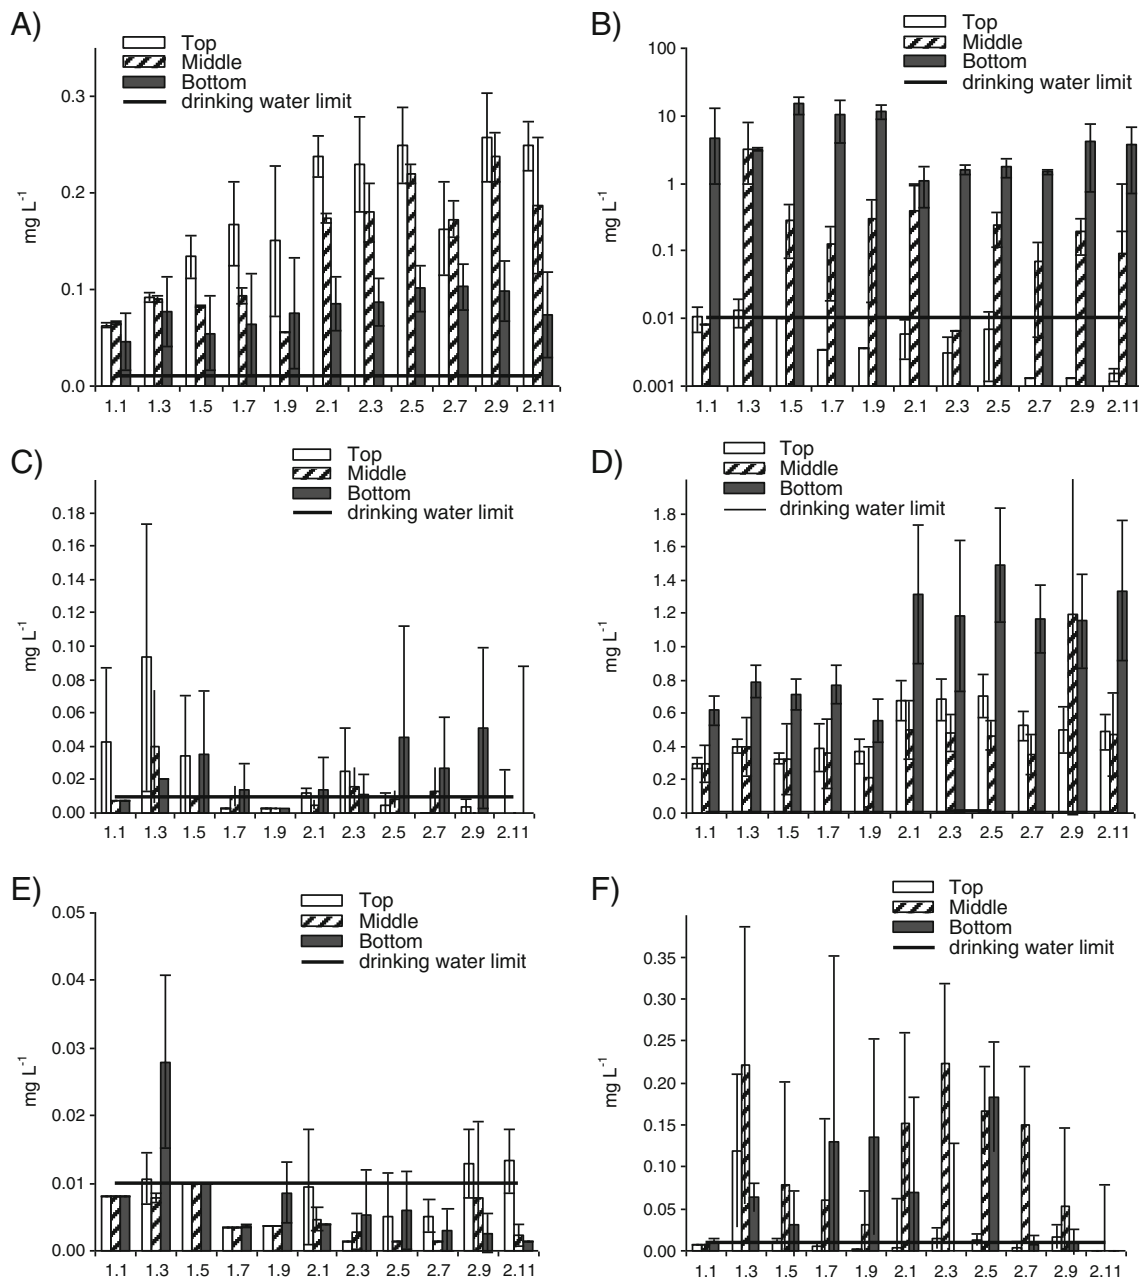 A)
Top
Middle
Bottom
drinking water limit
mg L-1
0.3
0.2
0.1
0.0
1.1 1.3 1.5 1.7 1.9 2.1 2.3 2.5 2.7 2.9 2.11
B)
Top
Middle
Bottom
drinking water limit
mg L-1
100
10
1
0.1
0.01
0.001
1.1 1.3 1.5 1.7 1.9 2.1 2.3 2.5 2.7 2.9 2.11
C)
Top
Middle
Bottom
drinking water limit
mg L-1
0.18
0.16
0.14
0.12
0.10
0.08
0.06
0.04
0.02
0.00
1.1 1.3 1.5 1.7 1.9 2.1 2.3 2.5 2.7 2.9 2.11
D)
Top
Middle
Bottom
drinking water limit
mg L-1
1.8
1.6
1.4
1.2
1.0
0.8
0.6
0.4
0.2
0.0
1.1 1.3 1.5 1.7 1.9 2.1 2.3 2.5 2.7 2.9 2.11
E)
Top
Middle
Bottom
drinking water limit
mg L-1
0.05
0.04
0.03
0.02
0.01
0.00
1.1 1.3 1.5 1.7 1.9 2.1 2.3 2.5 2.7 2.9 2.11
F)
Top
Middle
Bottom
drinking water limit
mg L-1
0.35
0.30
0.25
0.20
0.15
0.10
0.05
0.00
1.1 1.3 1.5 1.7 1.9 2.1 2.3 2.5 2.7 2.9 2.11